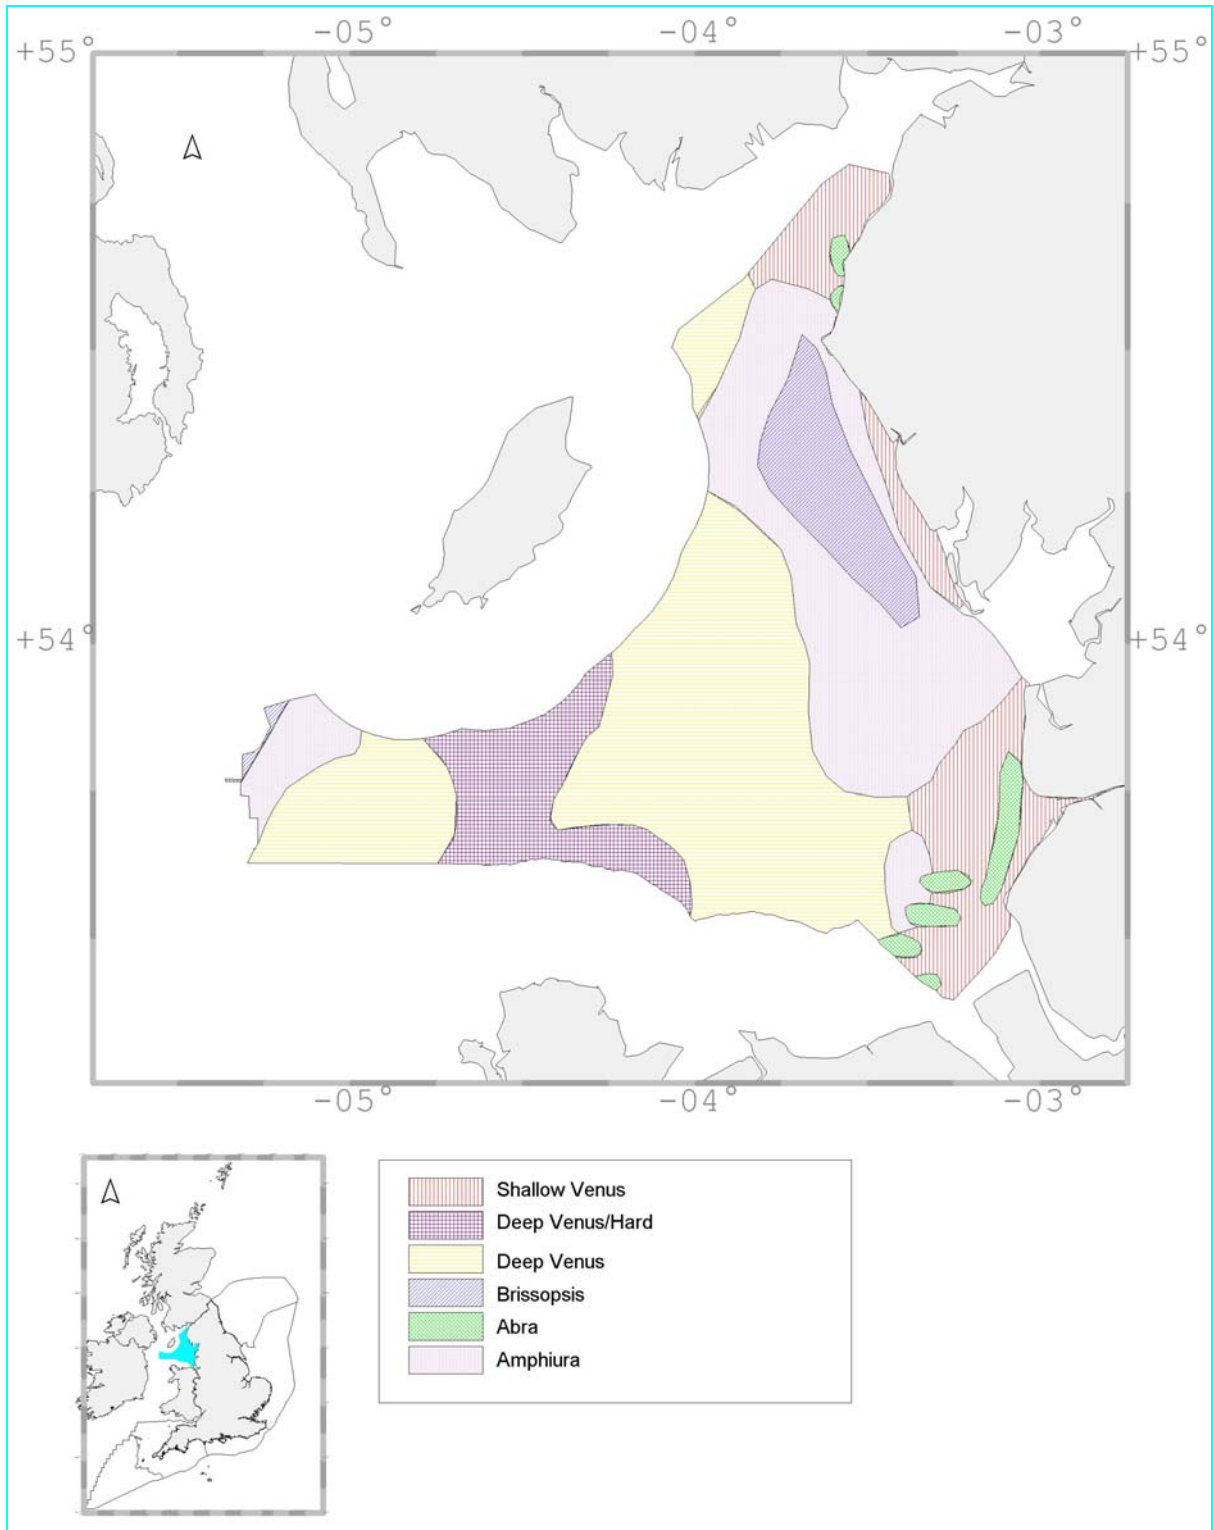 -05° -04° -03°
+55° +55°
+54° +54°
-05° -04° -03°
Shallow Venus
Deep Venus/Hard
Deep Venus
Brissopsis
Abra
Amphiura